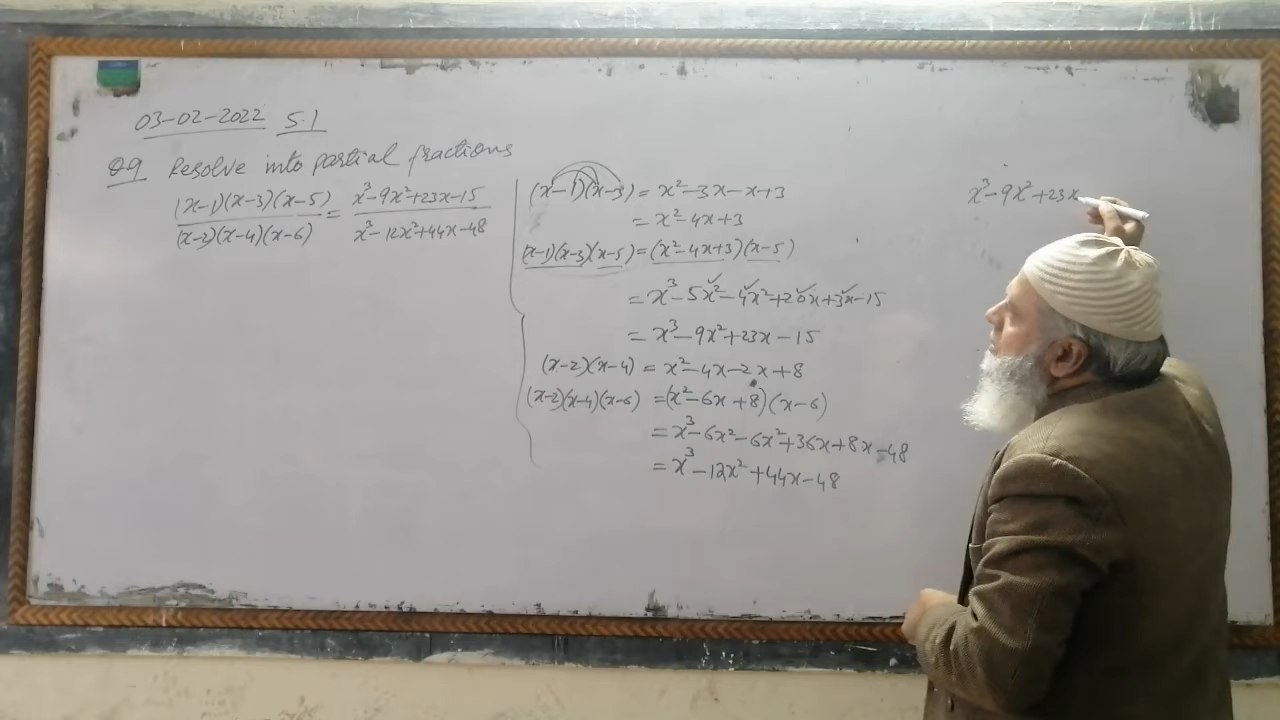 03-02-2022 5.1
Q9 Resolve into partial fractions
(x-1)(x-3)(x-5) / (x-2)(x-4)(x-6) = x³-9x²+23x-15 / x³-12x²+44x-48
(x-1)(x-3) = x²-3x-x+3
= x²-4x+3
(x-1)(x-3)(x-5) = (x²-4x+3)(x-5)
= x³-5x²-4x²+20x+3x-15
= x³-9x²+23x-15
(x-2)(x-4) = x²-4x-2x+8
(x-2)(x-4)(x-6) = (x²-6x+8)(x-6)
= x³-6x²-6x²+36x+8x-48
= x³-12x²+44x-48
x³-9x²+23x